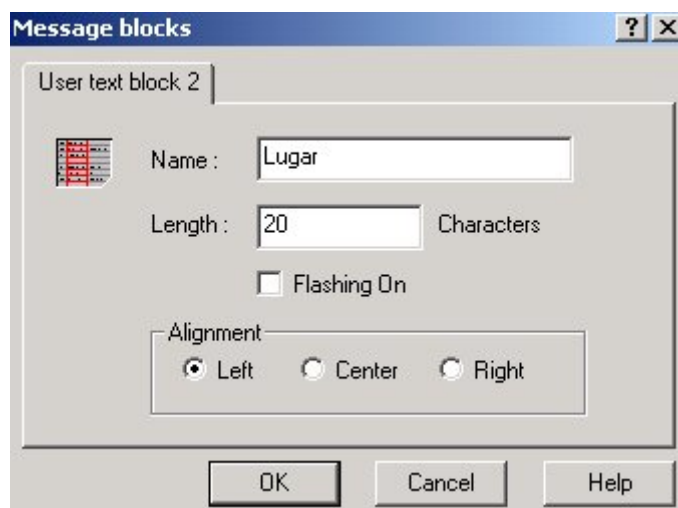 Message blocks
User text block 2
Name : Lugar
Length : 20 Characters
Flashing On
Alignment
Left Center Right
OK Cancel Help